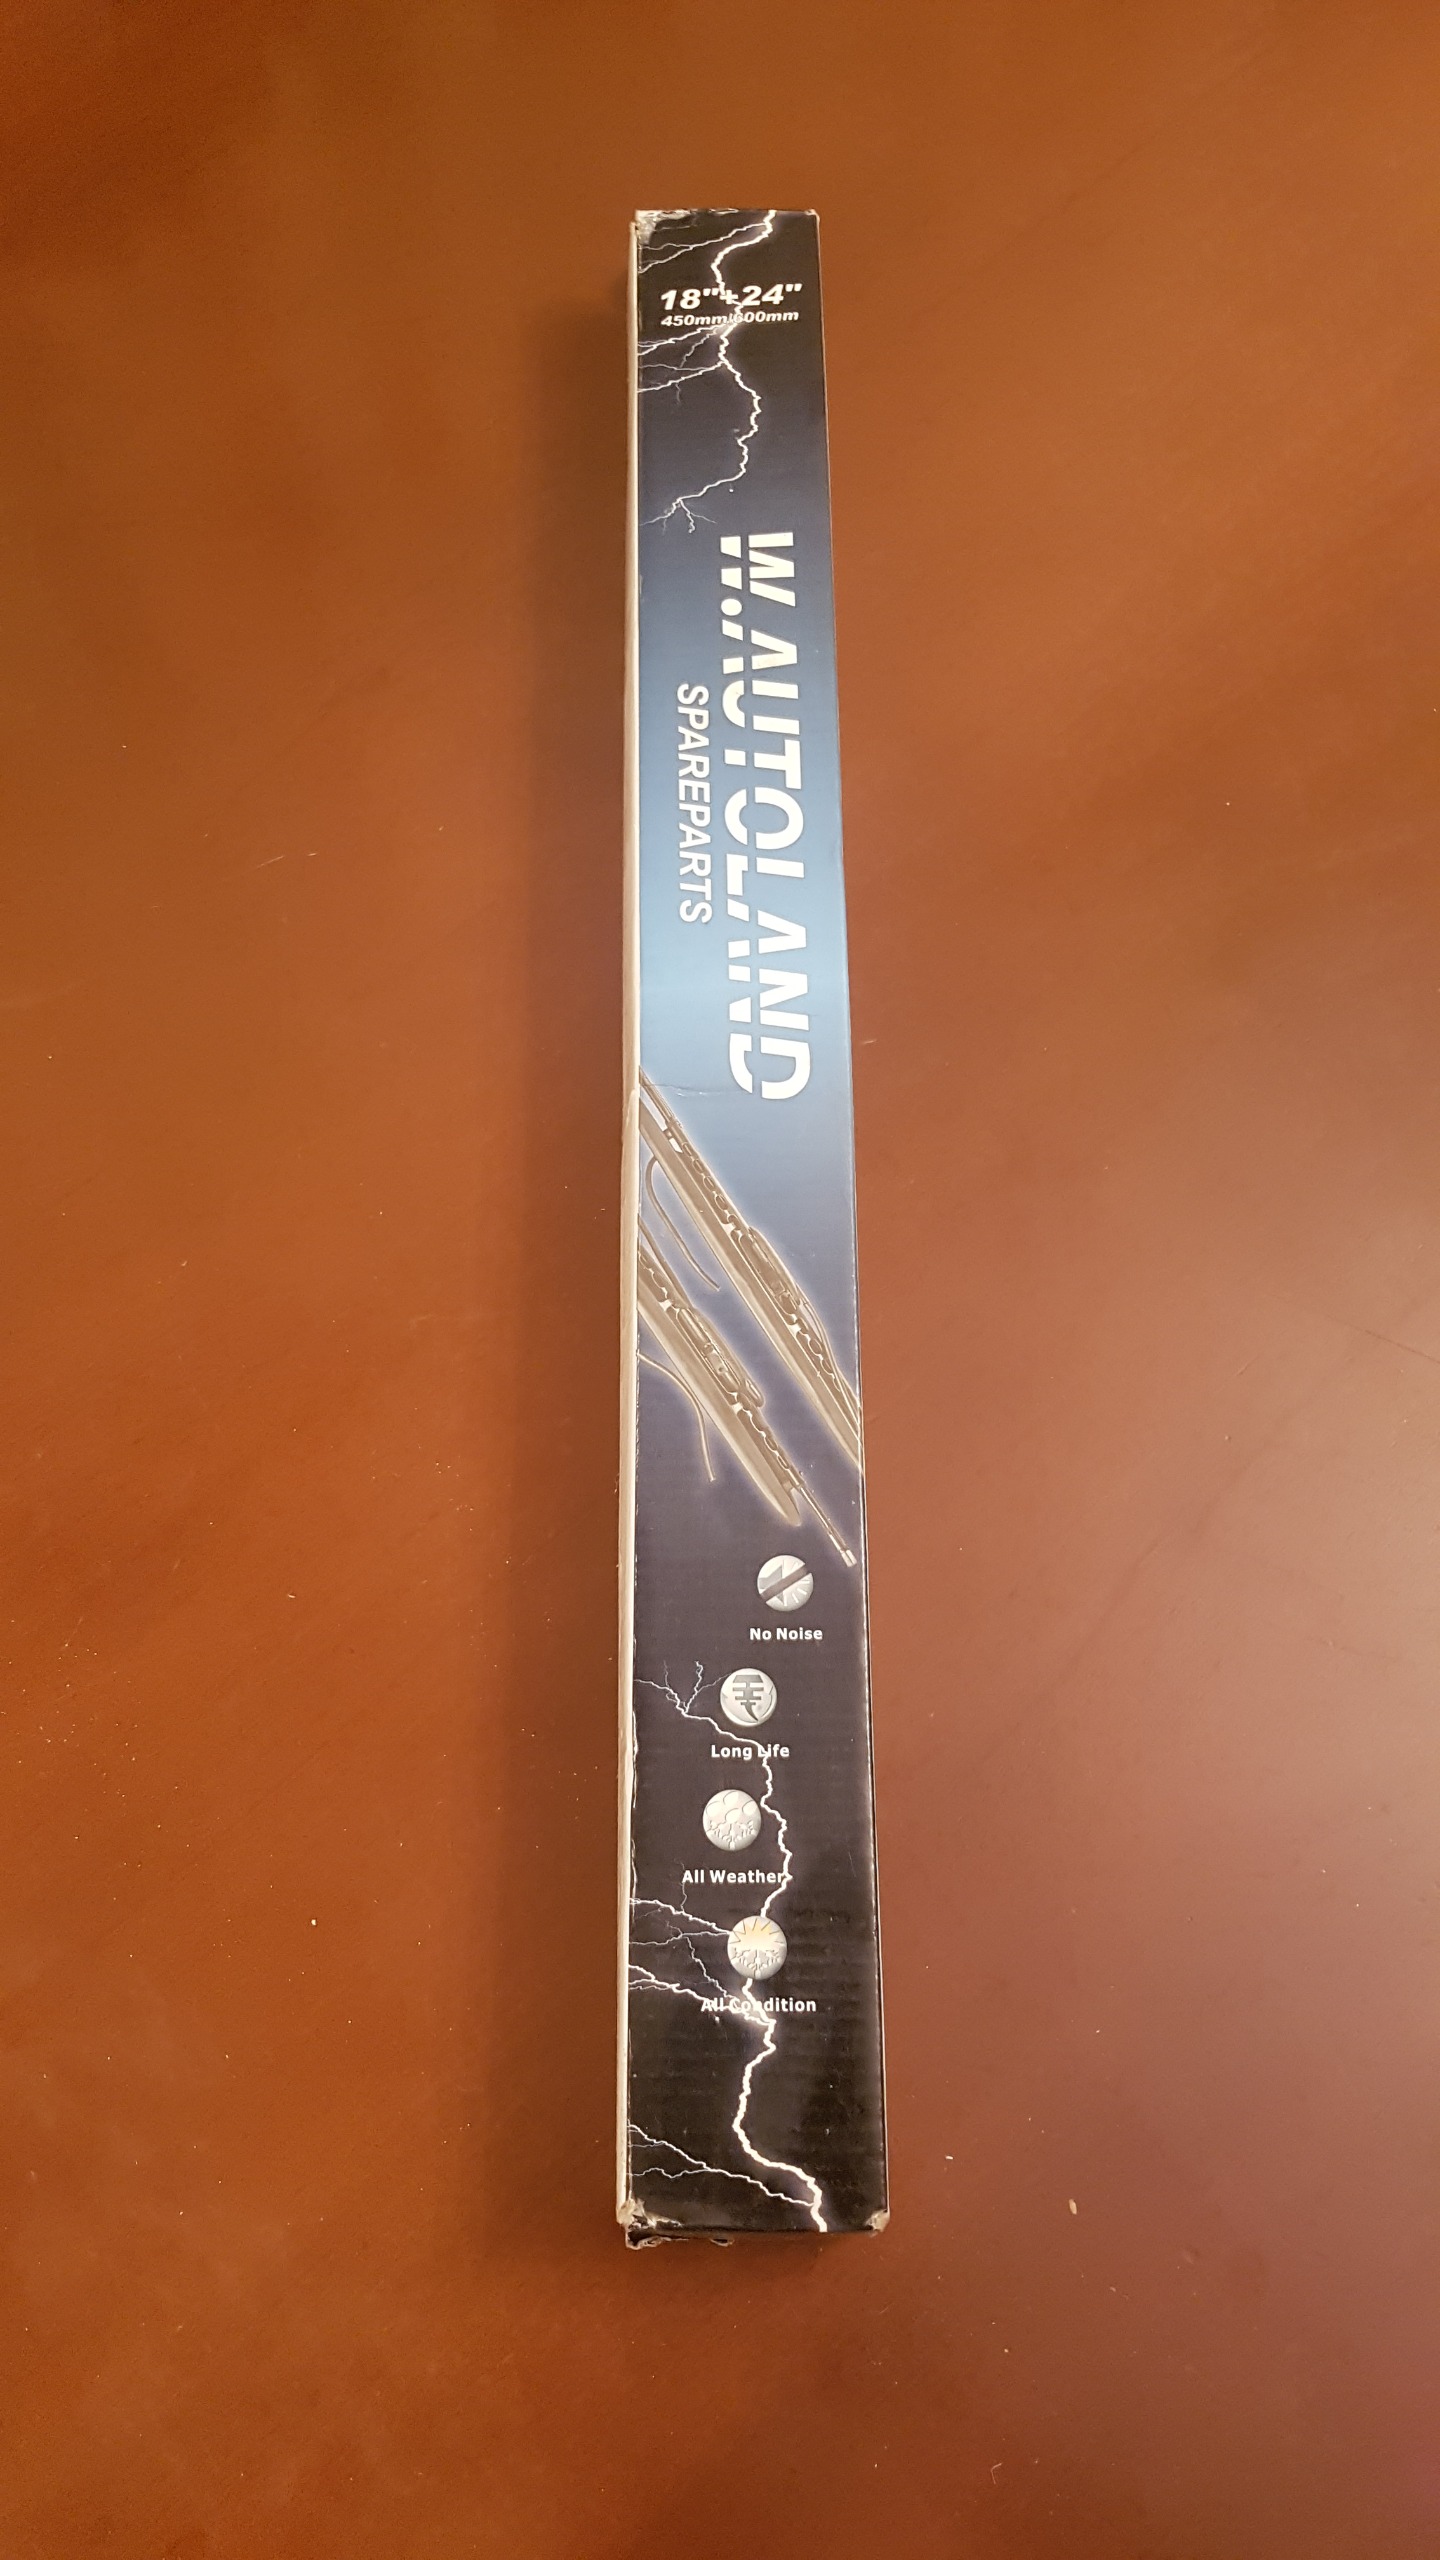 18"+24"
450mm/600mm
W.AUTOLAND
SPAREPARTS
No Noise
Long Life
All Weather
All Condition